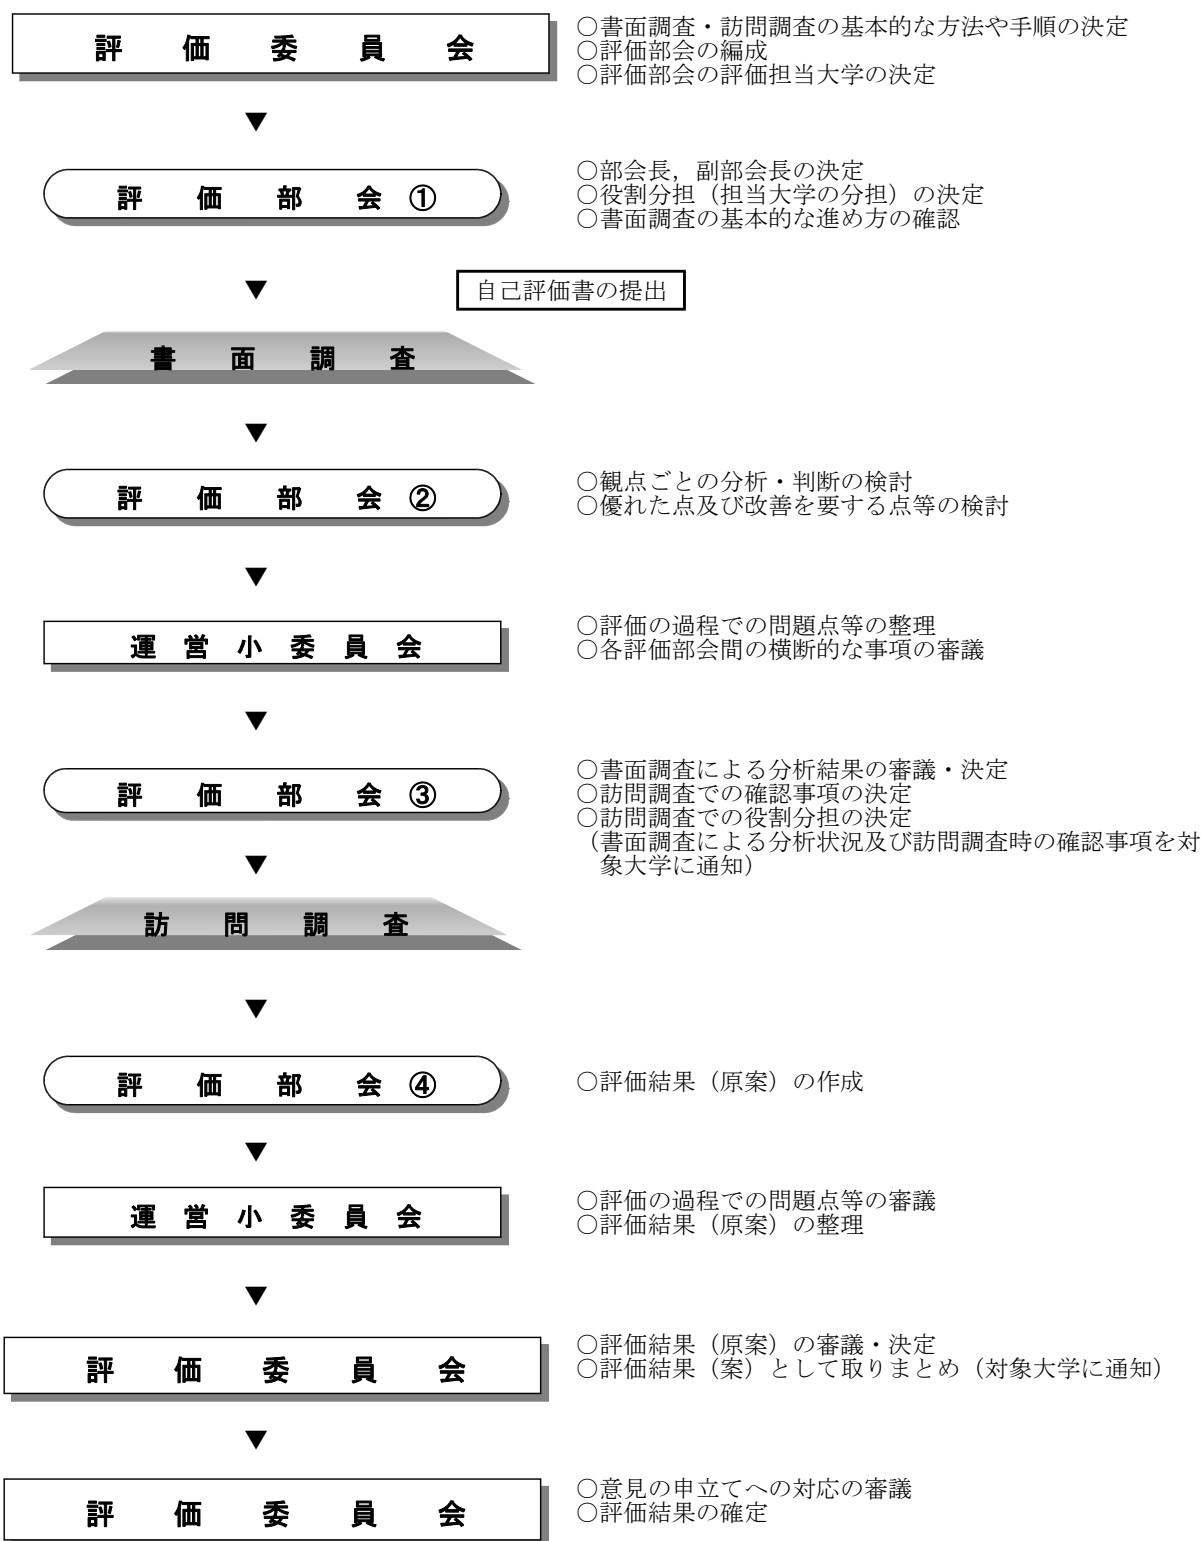 評価委員会
○書面調査・訪問調査の基本的な方法や手順の決定
○評価部会の編成
○評価部会の評価担当大学の決定
▼
評価部会①
○部会長，副部会長の決定
○役割分担（担当大学の分担）の決定
○書面調査の基本的な進め方の確認
▼
自己評価書の提出
書面調査
▼
評価部会②
○観点ごとの分析・判断の検討
○優れた点及び改善を要する点等の検討
▼
運営小委員会
○評価の過程での問題点等の整理
○各評価部会間の横断的な事項の審議
▼
評価部会③
○書面調査による分析結果の審議・決定
○訪問調査での確認事項の決定
○訪問調査での役割分担の決定
（書面調査による分析状況及び訪問調査時の確認事項を対
象大学に通知）
▼
訪問調査
▼
評価部会④
○評価結果（原案）の作成
▼
運営小委員会
○評価の過程での問題点等の審議
○評価結果（原案）の整理
▼
評価委員会
○評価結果（原案）の審議・決定
○評価結果（案）として取りまとめ（対象大学に通知）
▼
評価委員会
○意見の申立てへの対応の審議
○評価結果の確定